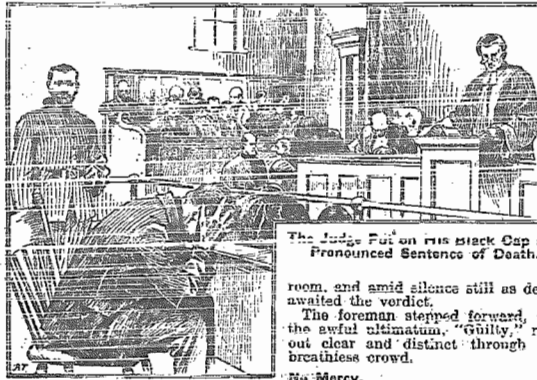 The Judge Put on His Black Cap
Pronounced Sentence of Death.
room, and amid silence still as de
awaited the verdict.
The foreman stepped forward,
the awful ultimatum, "Guilty," r
out clear and distinct through
breathless crowd.
No Mercy.
AT